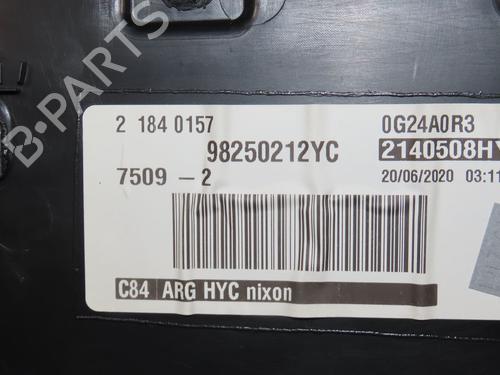 B-PARTS
2 184 0157
0G24A0R3
98250212YC
2140508HY
7509 - 2
20/06/2020 03:11
C84 ARG HYC nixon